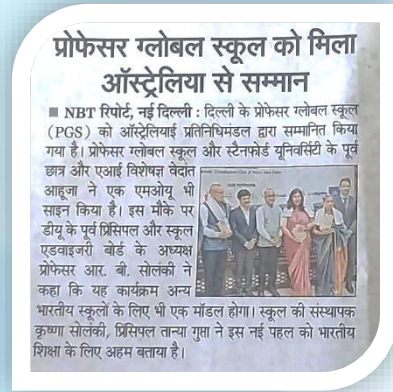 प्रोफेसर ग्लोबल स्कूल को मिला
ऑस्ट्रेलिया से सम्मान
■ NBT रिपोर्ट, नई दिल्ली : दिल्ली के प्रोफेसर ग्लोबल स्कूल
(PGS) को ऑस्ट्रेलियाई प्रतिनिधिमंडल द्वारा सम्मानित किया
गया है। प्रोफेसर ग्लोबल स्कूल और स्टैनफोर्ड यूनिवर्सिटी के पूर्व
छात्र और एआई विशेषज्ञ वेदांत
आहूजा ने एक एमओयू भी
साइन किया है। इस मौके पर
डीयू के पूर्व प्रिंसिपल और स्कूल
एडवाइजरी बोर्ड के अध्यक्ष
प्रोफेसर आर. बी. सोलंकी ने
कहा कि यह कार्यक्रम अन्य
भारतीय स्कूलों के लिए भी एक मॉडल होगा। स्कूल की संस्थापक
कृष्णा सोलंकी, प्रिंसिपल तान्या गुप्ता ने इस नई पहल को भारतीय
शिक्षा के लिए अहम बताया है।